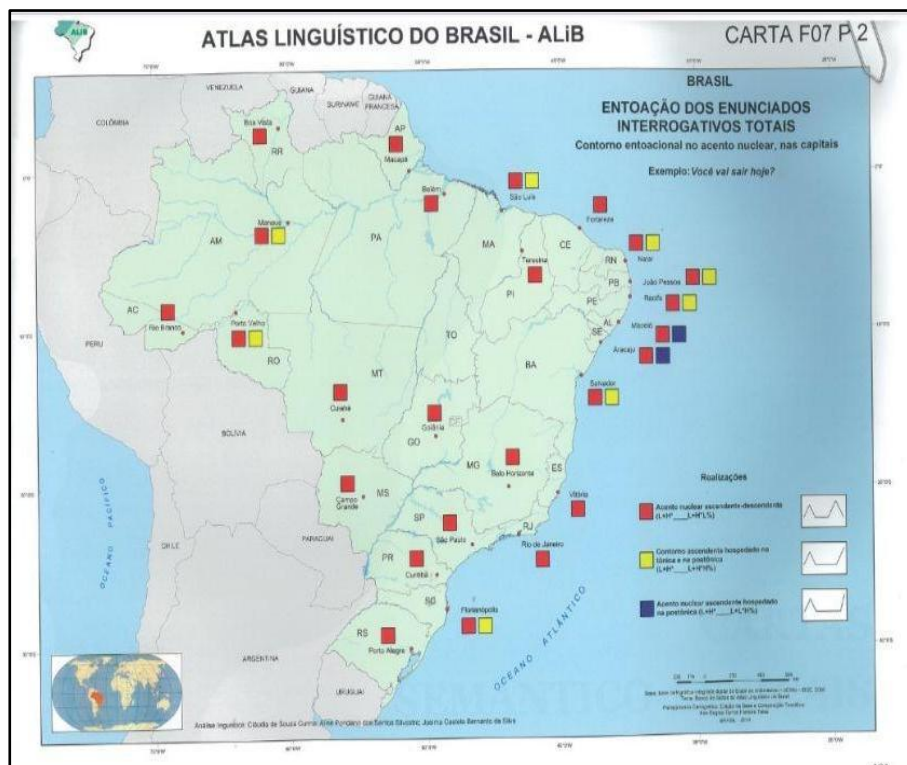 ALiB
ATLAS LINGUÍSTICO DO BRASIL - ALiB
CARTA F07 P 2
BRASIL
ENTOAÇÃO DOS ENUNCIADOS
INTERROGATIVOS TOTAIS
Contorno entoacional no acento nuclear, nas capitais
Exemplo: Você vai sair hoje?
VENEZUELA
GUIANA
SURINAME
GUIANA
FRANCESA
COLÔMBIA
Boa Vista
RR
AP
Macapá
Belém
São Luís
Fortaleza
Manaus
AM
PA
MA
CE
Teresina
RN
Natal
PB
João Pessoa
PI
PE
Recife
AC
Rio Branco
Porto Velho
RO
TO
AL
SE
Maceió
Aracaju
PERU
MT
BA
Salvador
Cuiabá
Goiânia
GO
BOLÍVIA
MG
Belo Horizonte
ES
Vitória
Campo
Grande
MS
SP
São Paulo
RJ
Rio de Janeiro
PARAGUAI
CHILE
PR
Curitiba
Florianópolis
RS
Porto Alegre
ARGENTINA
URUGUAI
OCEANO PACÍFICO
OCEANO ATLÂNTICO
Realizações
Acento nuclear ascendente-descendente
Contorno ascendente hospedado na
tônica e na postônica
Acento nuclear ascendente hospedado
na postônica